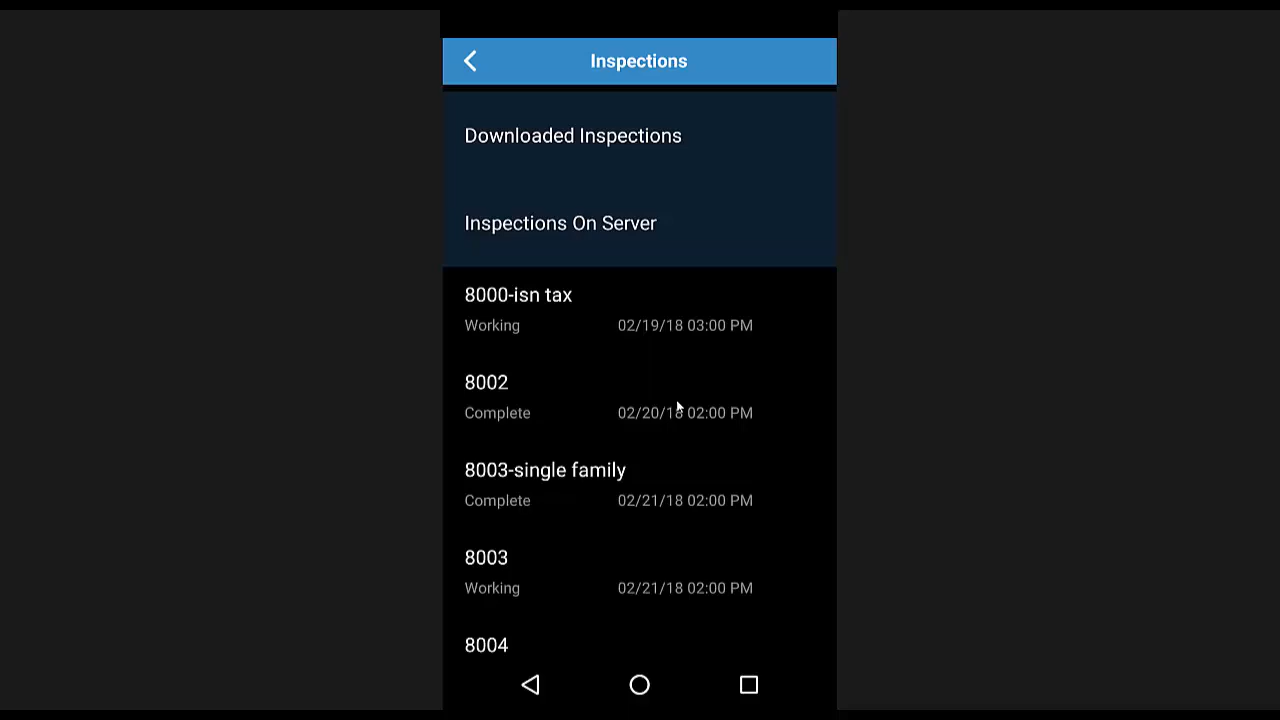 Inspections
Downloaded Inspections
Inspections On Server
8000-isn tax
Working 02/19/18 03:00 PM
8002
Complete 02/20/18 02:00 PM
8003-single family
Complete 02/21/18 02:00 PM
8003
Working 02/21/18 02:00 PM
8004